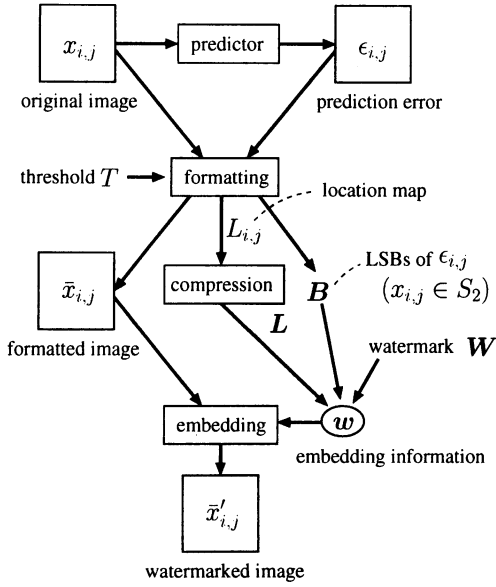 x_{i,j} predictor ϵ_{i,j}
original image prediction error
threshold T formatting
L_{i,j} location map
x̄_{i,j} compression B LSBs of ϵ_{i,j}
(x_{i,j} ∈ S_2)
L
formatted image watermark W
embedding w
embedding information
x̄′_{i,j}
watermarked image